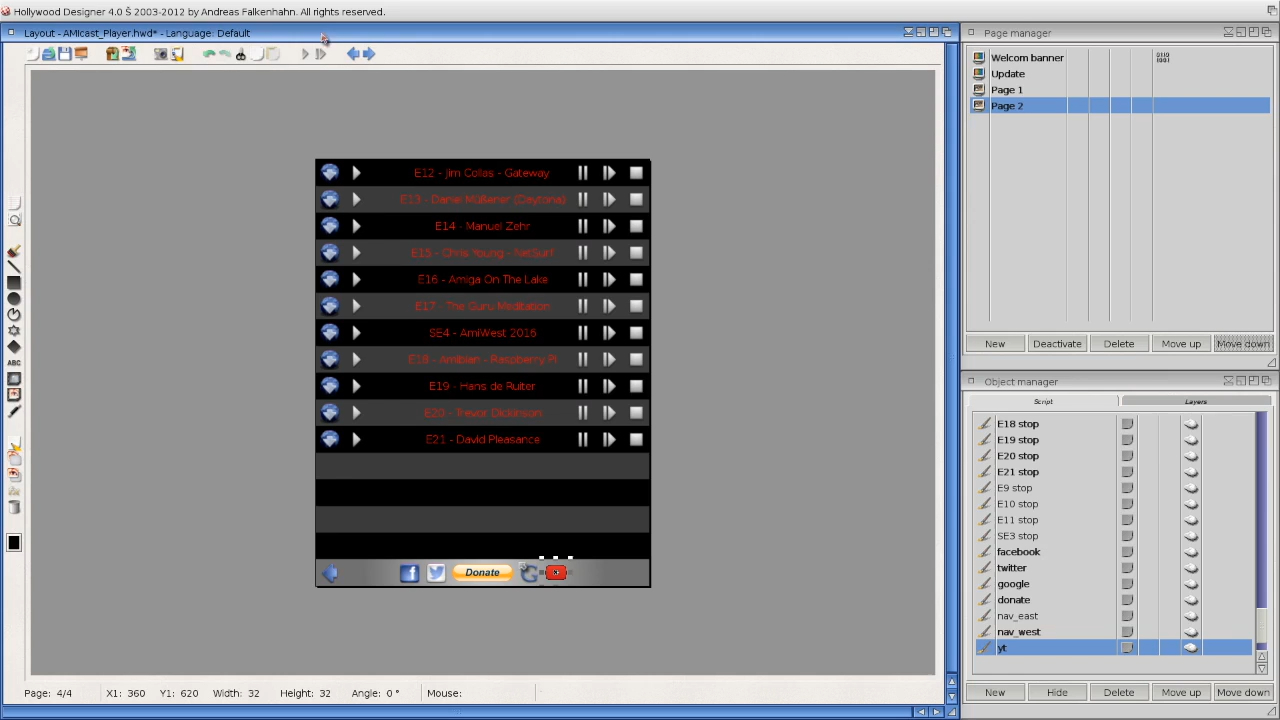 Hollywood Designer 4.0 Š 2003-2012 by Andreas Falkenhahn. All rights reserved.
Layout - AMIcast_Player.hwd* - Language: Default
ABC
E12 - Jim Collas - Gateway
E13 - Daniel Müßener (Daytona)
E14 - Manuel Zehr
E15 - Chris Young - NetSurf
E16 - Amiga On The Lake
E17 - The Guru Meditation
SE4 - AmiWest 2016
E18 - Amibian - Raspberry Pi
E19 - Hans de Ruiter
E20 - Trevor Dickinson
E21 - David Pleasance
Donate
Page: 4/4 X1: 360 Y1: 620 Width: 32 Height: 32 Angle: 0 ° Mouse:
Page manager
Welcom banner
Update
Page 1
Page 2
New Deactivate Delete Move up Move down
Object manager
Script Layers
E18 stop
E19 stop
E20 stop
E21 stop
E9 stop
E10 stop
E11 stop
SE3 stop
facebook
twitter
google
donate
nav_east
nav_west
yt
New Hide Delete Move up Move down